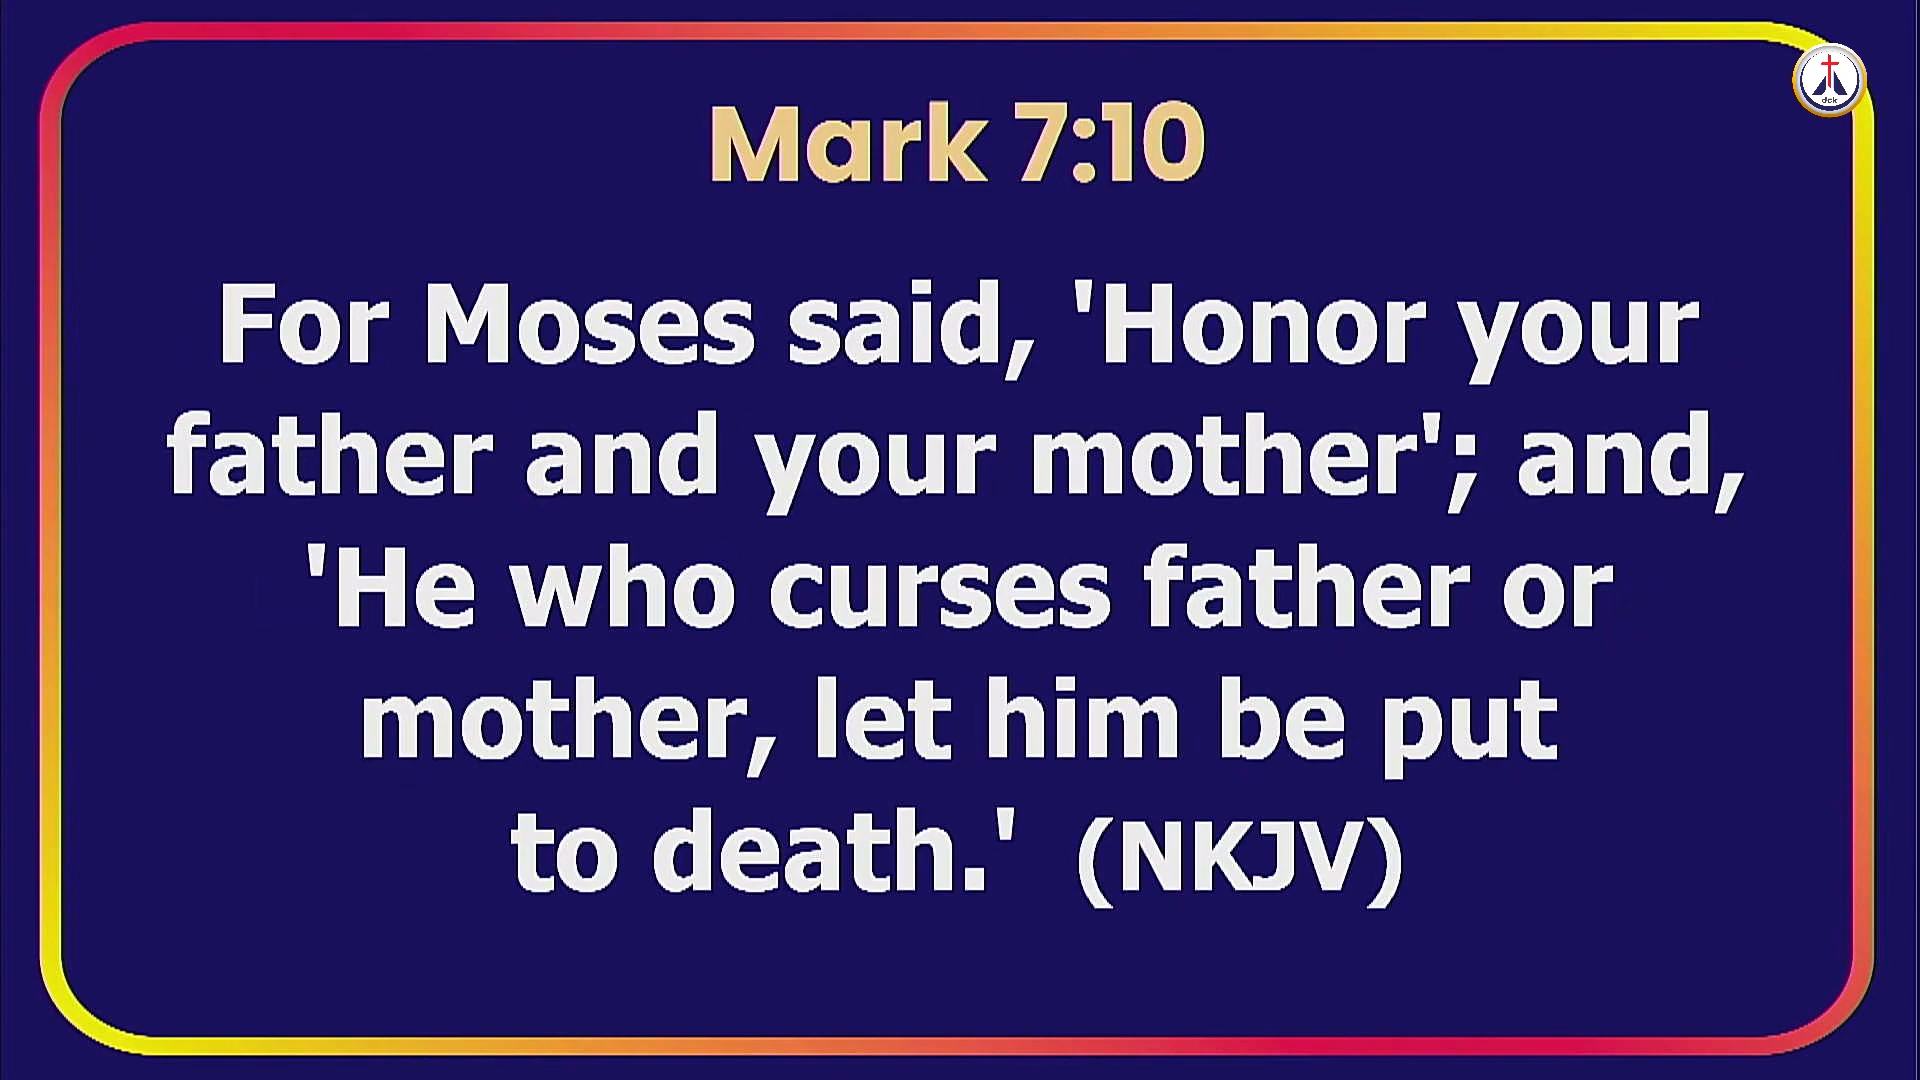 dck
Mark 7:10
For Moses said, 'Honor your
father and your mother'; and,
'He who curses father or
mother, let him be put
to death.' (NKJV)